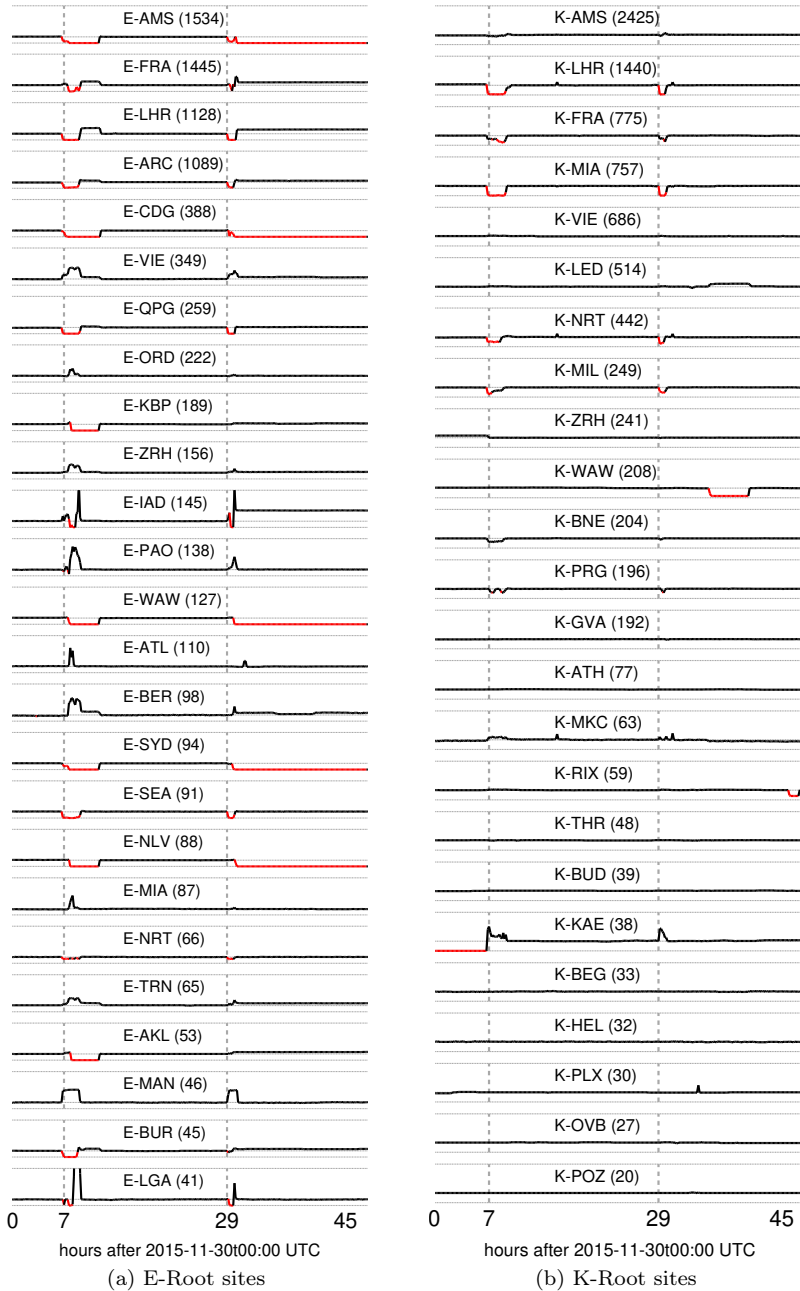 E-AMS (1534)
E-FRA (1445)
E-LHR (1128)
E-ARC (1089)
E-CDG (388)
E-VIE (349)
E-QPG (259)
E-ORD (222)
E-KBP (189)
E-ZRH (156)
E-IAD (145)
E-PAO (138)
E-WAW (127)
E-ATL (110)
E-BER (98)
E-SYD (94)
E-SEA (91)
E-NLV (88)
E-MIA (87)
E-NRT (66)
E-TRN (65)
E-AKL (53)
E-MAN (46)
E-BUR (45)
E-LGA (41)
0 7 29 45
hours after 2015-11-30t00:00 UTC
(a) E-Root sites
K-AMS (2425)
K-LHR (1440)
K-FRA (775)
K-MIA (757)
K-VIE (686)
K-LED (514)
K-NRT (442)
K-MIL (249)
K-ZRH (241)
K-WAW (208)
K-BNE (204)
K-PRG (196)
K-GVA (192)
K-ATH (77)
K-MKC (63)
K-RIX (59)
K-THR (48)
K-BUD (39)
K-KAE (38)
K-BEG (33)
K-HEL (32)
K-PLX (30)
K-OVB (27)
K-POZ (20)
0 7 29 45
hours after 2015-11-30t00:00 UTC
(b) K-Root sites